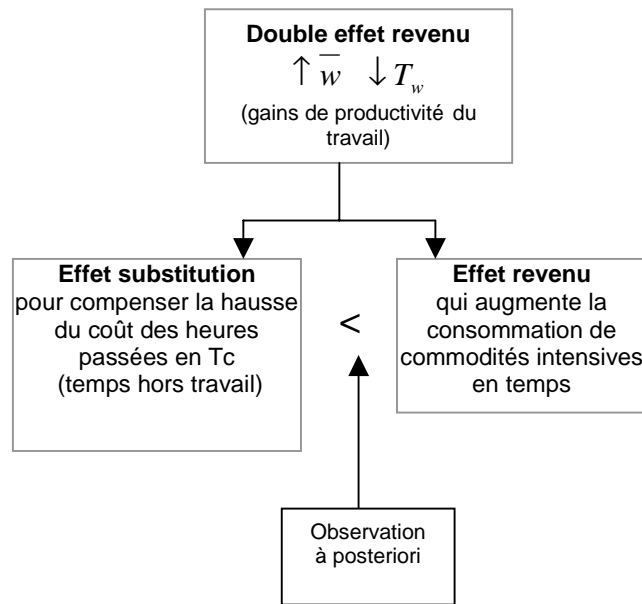 Double effet revenu
↑ w̅ ↓ T_w
(gains de productivité du
travail)
Effet substitution
pour compenser la hausse
du coût des heures
passées en Tc
(temps hors travail)
<
Effet revenu
qui augmente la
consommation de
commodités intensives
en temps
Observation
à posteriori